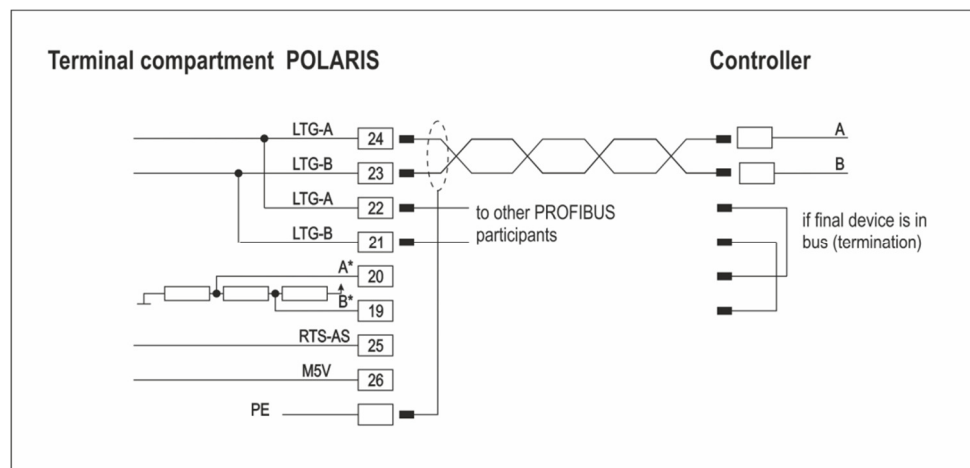 Terminal compartment POLARIS
Controller
LTG-A 24
A
LTG-B 23
B
LTG-A 22
to other PROFIBUS
participants
LTG-B 21
if final device is in
bus (termination)
A* 20
B* 19
RTS-AS 25
M5V 26
PE